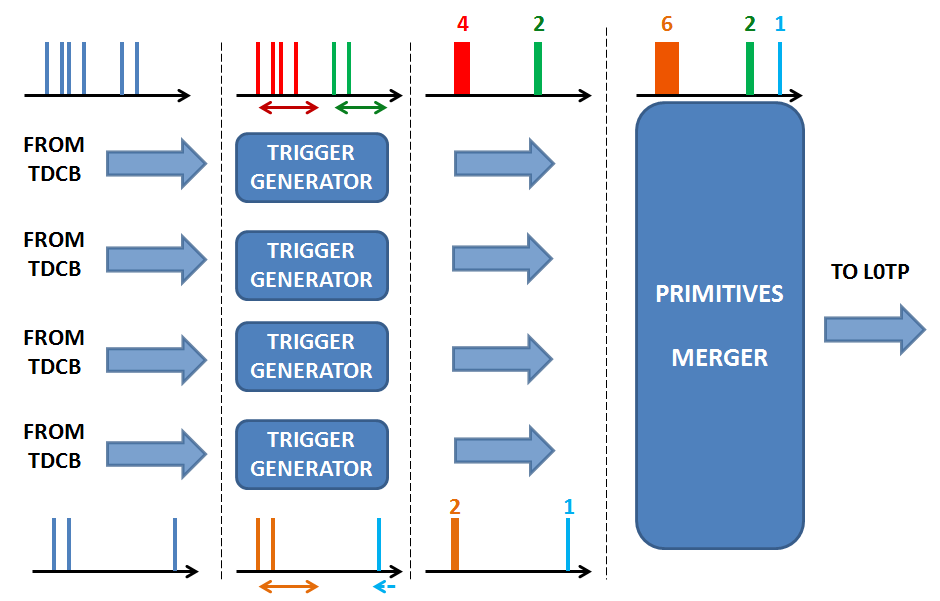 4 2
6 2 1
FROM
TDCB
TRIGGER
GENERATOR
FROM
TDCB
TRIGGER
GENERATOR
FROM
TDCB
TRIGGER
GENERATOR
FROM
TDCB
TRIGGER
GENERATOR
PRIMITIVES
MERGER
TO L0TP
2 1